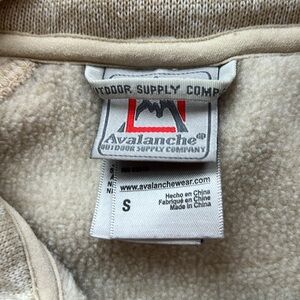 UTDOOR SUPPLY COMP
Avalanche®
OUTDOOR SUPPLY COMPANY
www.avalanchewear.com
S
Hecho en China
Fabriqué en Chine
Made in China